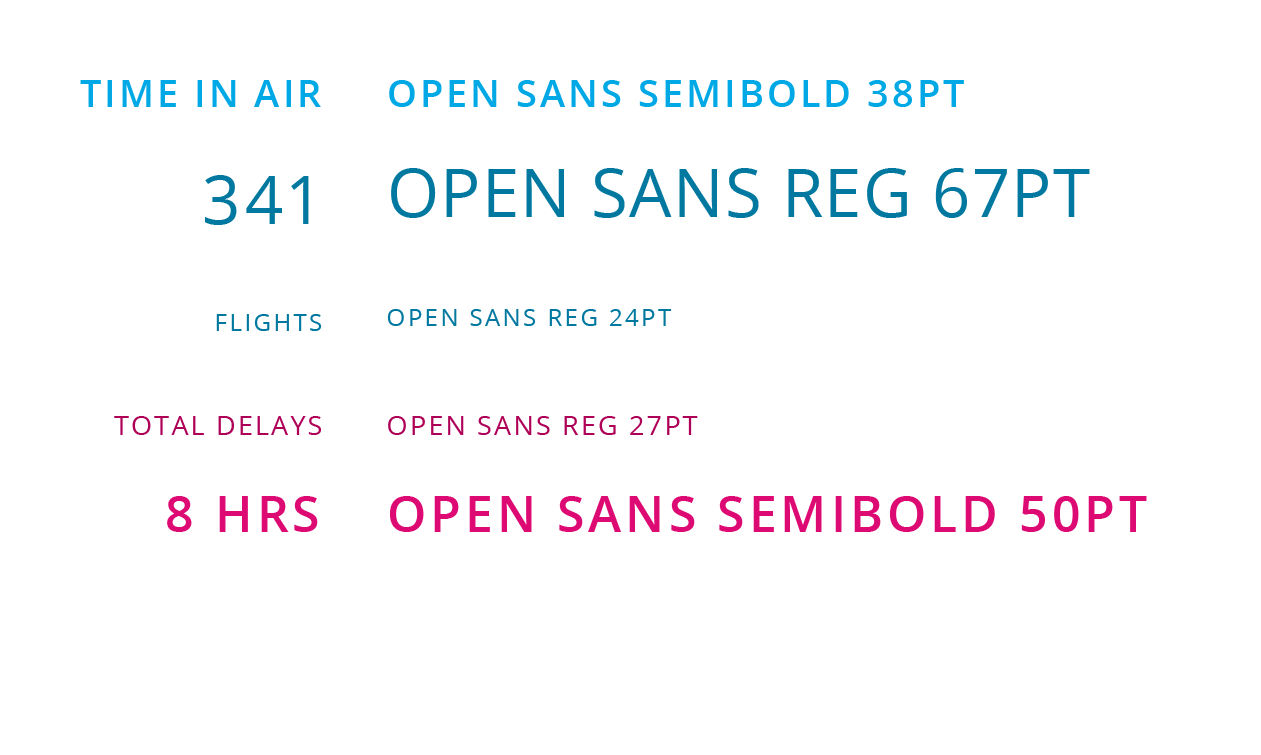 TIME IN AIR OPEN SANS SEMIBOLD 38PT
341 OPEN SANS REG 67PT
FLIGHTS OPEN SANS REG 24PT
TOTAL DELAYS OPEN SANS REG 27PT
8 HRS OPEN SANS SEMIBOLD 50PT